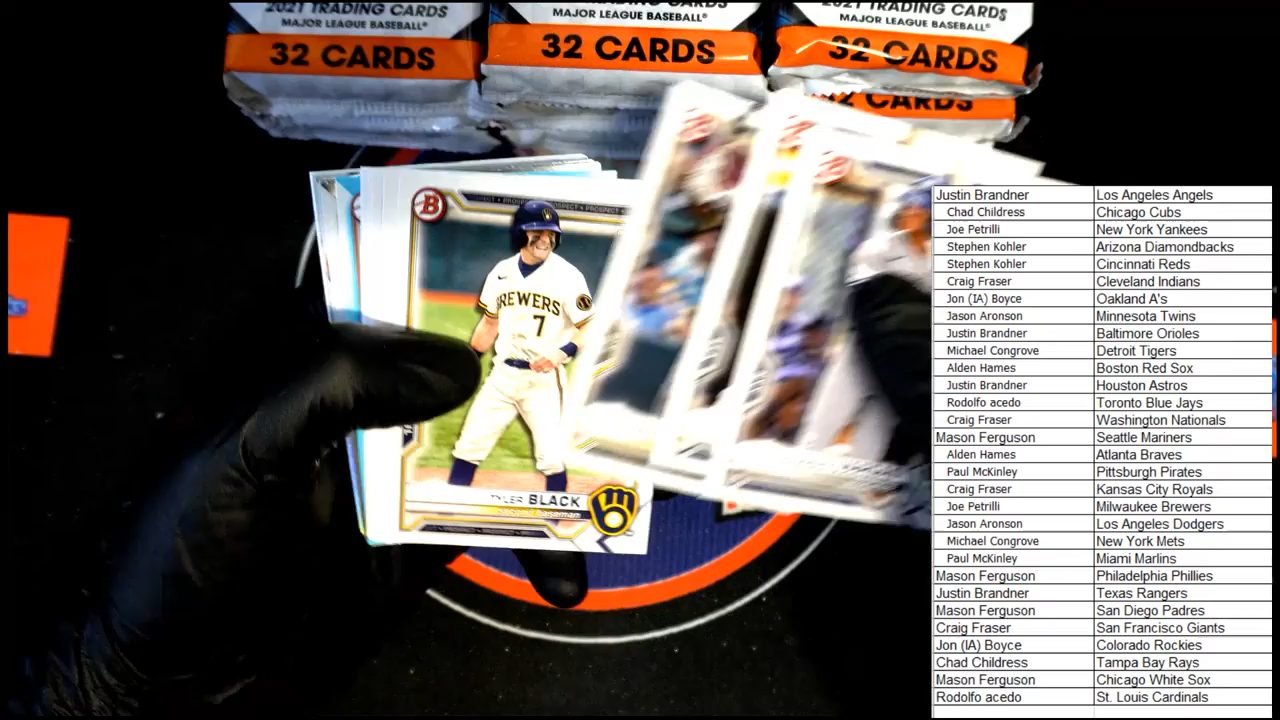 2021 TRADING CARDS
MAJOR LEAGUE BASEBALL®
32 CARDS
TRADING CARDS
MAJOR LEAGUE BASEBALL®
32 CARDS
2021 TRADING CARDS
MAJOR LEAGUE BASEBALL®
32 CARDS
32 CARDS
B
PROSPECT
BREWERS
7
TYLER BLACK
second baseman
Justin Brandner Los Angeles Angels
Chad Childress Chicago Cubs
Joe Petrilli New York Yankees
Stephen Kohler Arizona Diamondbacks
Stephen Kohler Cincinnati Reds
Craig Fraser Cleveland Indians
Jon (IA) Boyce Oakland A's
Jason Aronson Minnesota Twins
Justin Brandner Baltimore Orioles
Michael Congrove Detroit Tigers
Alden Hames Boston Red Sox
Justin Brandner Houston Astros
Rodolfo acedo Toronto Blue Jays
Craig Fraser Washington Nationals
Mason Ferguson Seattle Mariners
Alden Hames Atlanta Braves
Paul McKinley Pittsburgh Pirates
Craig Fraser Kansas City Royals
Joe Petrilli Milwaukee Brewers
Jason Aronson Los Angeles Dodgers
Michael Congrove New York Mets
Paul McKinley Miami Marlins
Mason Ferguson Philadelphia Phillies
Justin Brandner Texas Rangers
Mason Ferguson San Diego Padres
Craig Fraser San Francisco Giants
Jon (IA) Boyce Colorado Rockies
Chad Childress Tampa Bay Rays
Mason Ferguson Chicago White Sox
Rodolfo acedo St. Louis Cardinals